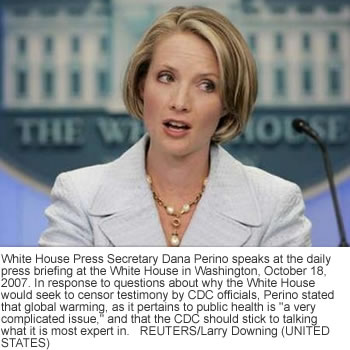 THE WHITE HOUSE
White House Press Secretary Dana Perino speaks at the daily
press briefing at the White House in Washington, October 18,
2007. In response to questions about why the White House
would seek to censor testimony by CDC officials, Perino stated
that global warming, as it pertains to public health is "a very
complicated issue," and that the CDC should stick to talking
what it is most expert in.   REUTERS/Larry Downing (UNITED
STATES)